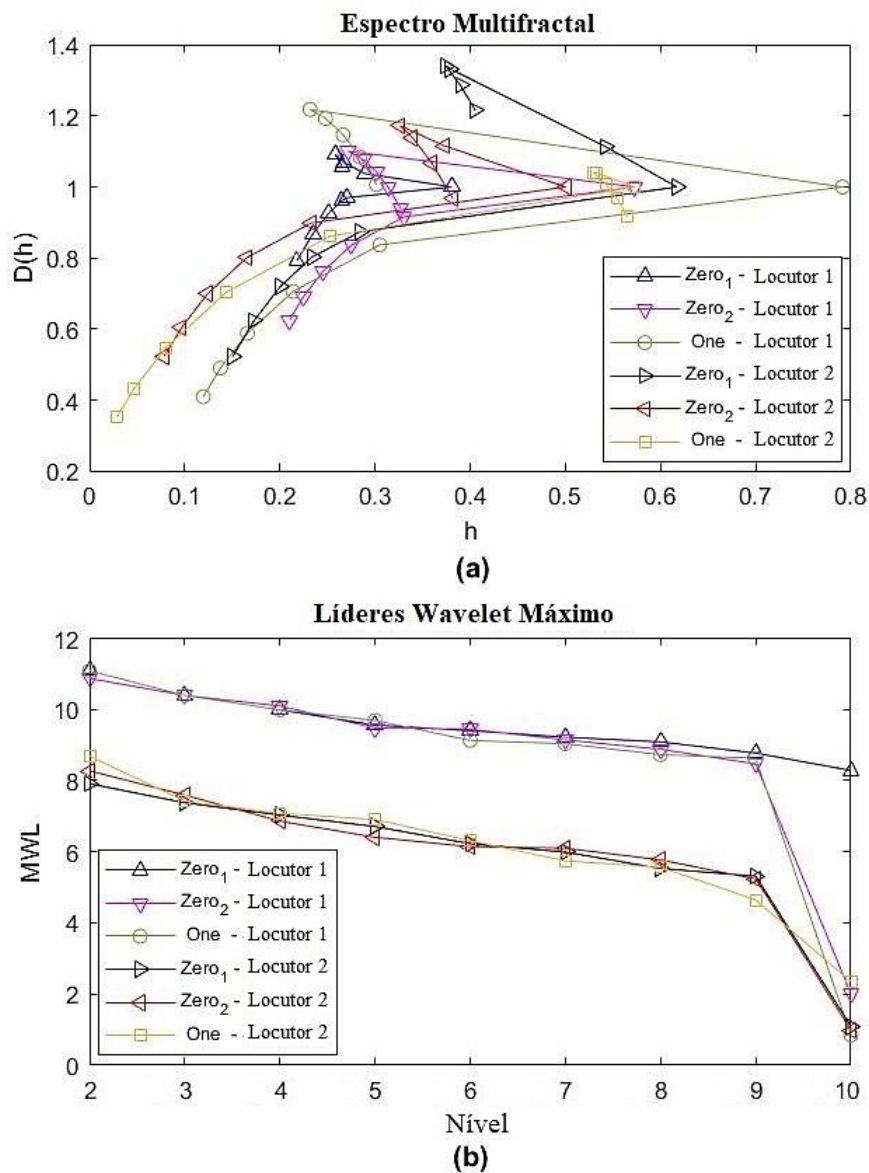 Espectro Multifractal
1.4
1.2
1
0.8
0.6
0.4
0.2
D(h)
Zero1 - Locutor 1
Zero2 - Locutor 1
One - Locutor 1
Zero1 - Locutor 2
Zero2 - Locutor 2
One - Locutor 2
0 0.1 0.2 0.3 0.4 0.5 0.6 0.7 0.8
h
(a)
Líderes Wavelet Máximo
12
10
8
6
4
2
0
MWL
Zero1 - Locutor 1
Zero2 - Locutor 1
One - Locutor 1
Zero1 - Locutor 2
Zero2 - Locutor 2
One - Locutor 2
2 3 4 5 6 7 8 9 10
Nível
(b)